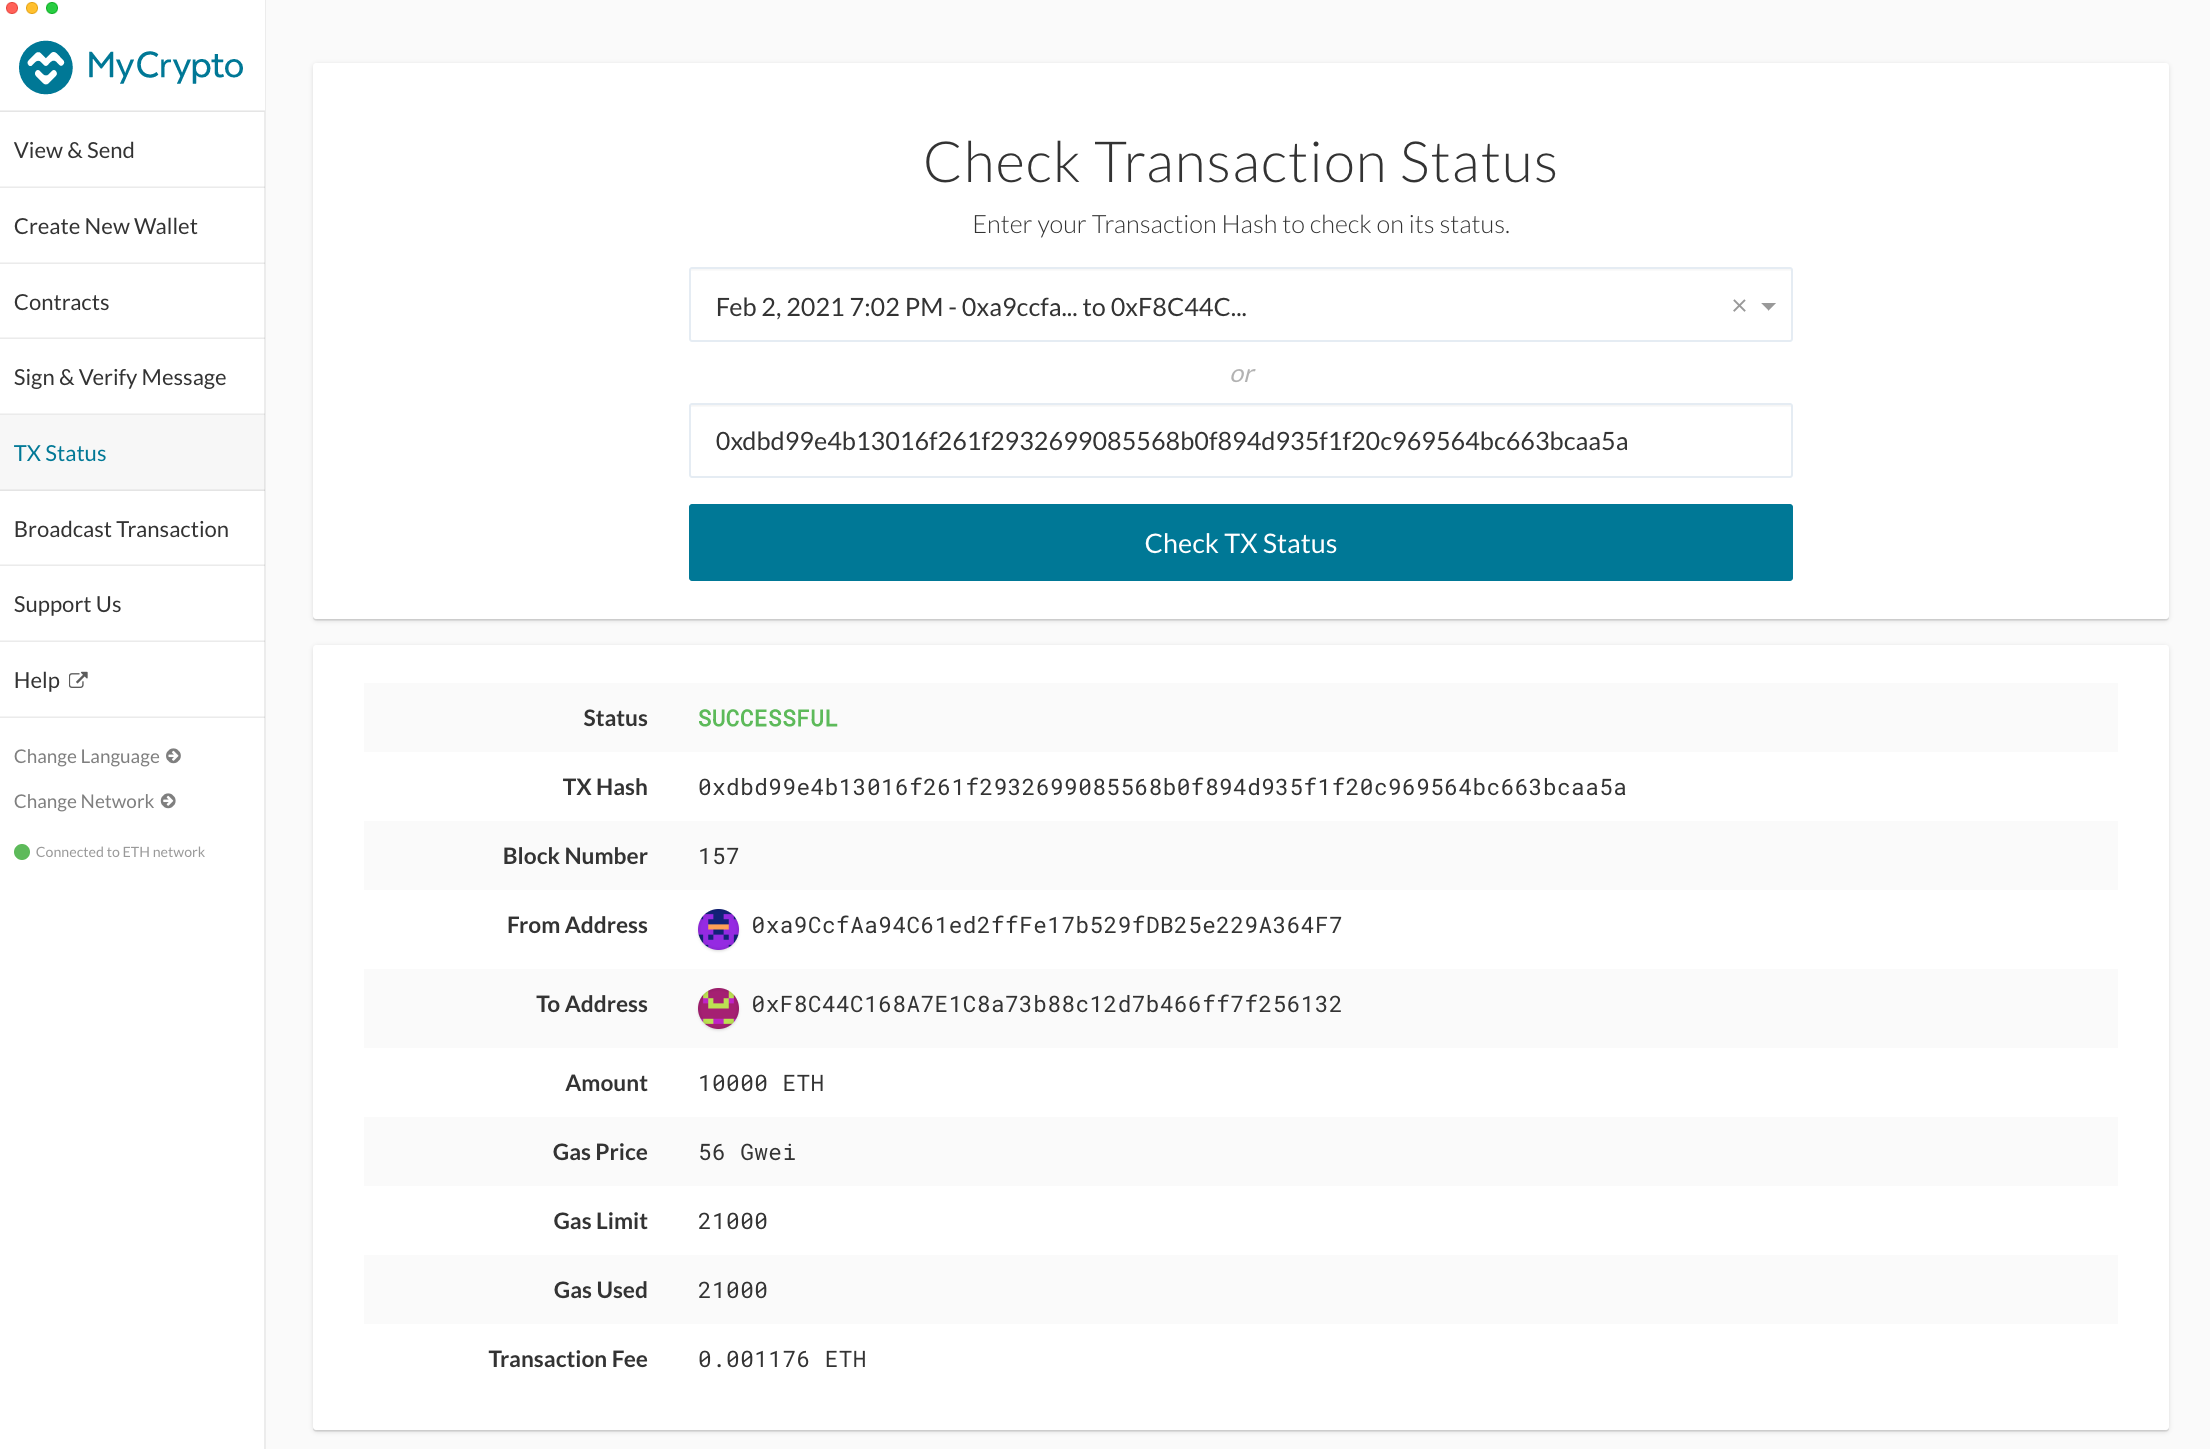 MyCrypto
View & Send
Create New Wallet
Contracts
Sign & Verify Message
TX Status
Broadcast Transaction
Support Us
Help
Change Language
Change Network
Connected to ETH network
Check Transaction Status
Enter your Transaction Hash to check on its status.
Feb 2, 2021 7:02 PM - 0xa9ccfa... to 0xF8C44C...
or
0xdbd99e4b13016f261f2932699085568b0f894d935f1f20c969564bc663bcaa5a
Check TX Status
Status SUCCESSFUL
TX Hash 0xdbd99e4b13016f261f2932699085568b0f894d935f1f20c969564bc663bcaa5a
Block Number 157
From Address 0xa9CcfAa94C61ed2ffFe17b529fDB25e229A364F7
To Address 0xF8C44C168A7E1C8a73b88c12d7b466ff7f256132
Amount 10000 ETH
Gas Price 56 Gwei
Gas Limit 21000
Gas Used 21000
Transaction Fee 0.001176 ETH